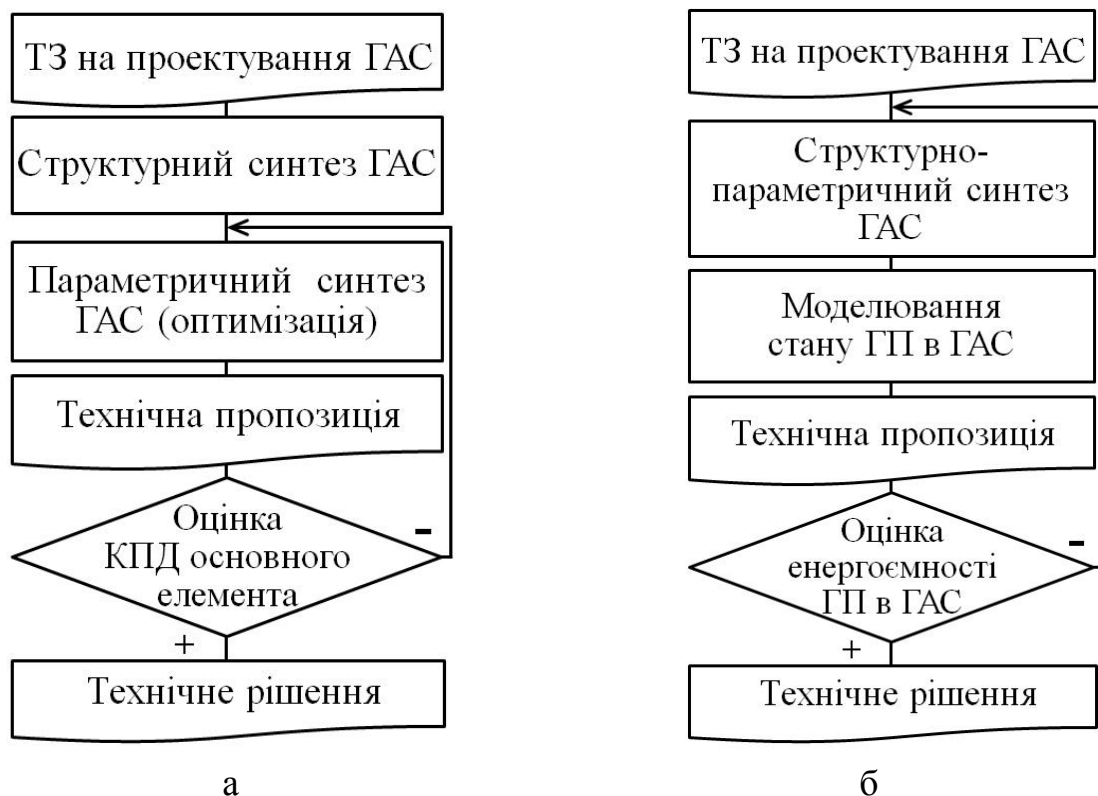 ТЗ на проектування ГАС
Структурний синтез ГАС
Параметричний синтез
ГАС (оптимізація)
Технічна пропозиція
Оцінка
КПД основного
елемента
-
+
Технічне рішення
а
ТЗ на проектування ГАС
Структурно-
параметричний синтез
ГАС
Моделювання
стану ГП в ГАС
Технічна пропозиція
Оцінка
енергоємності
ГП в ГАС
-
+
Технічне рішення
б